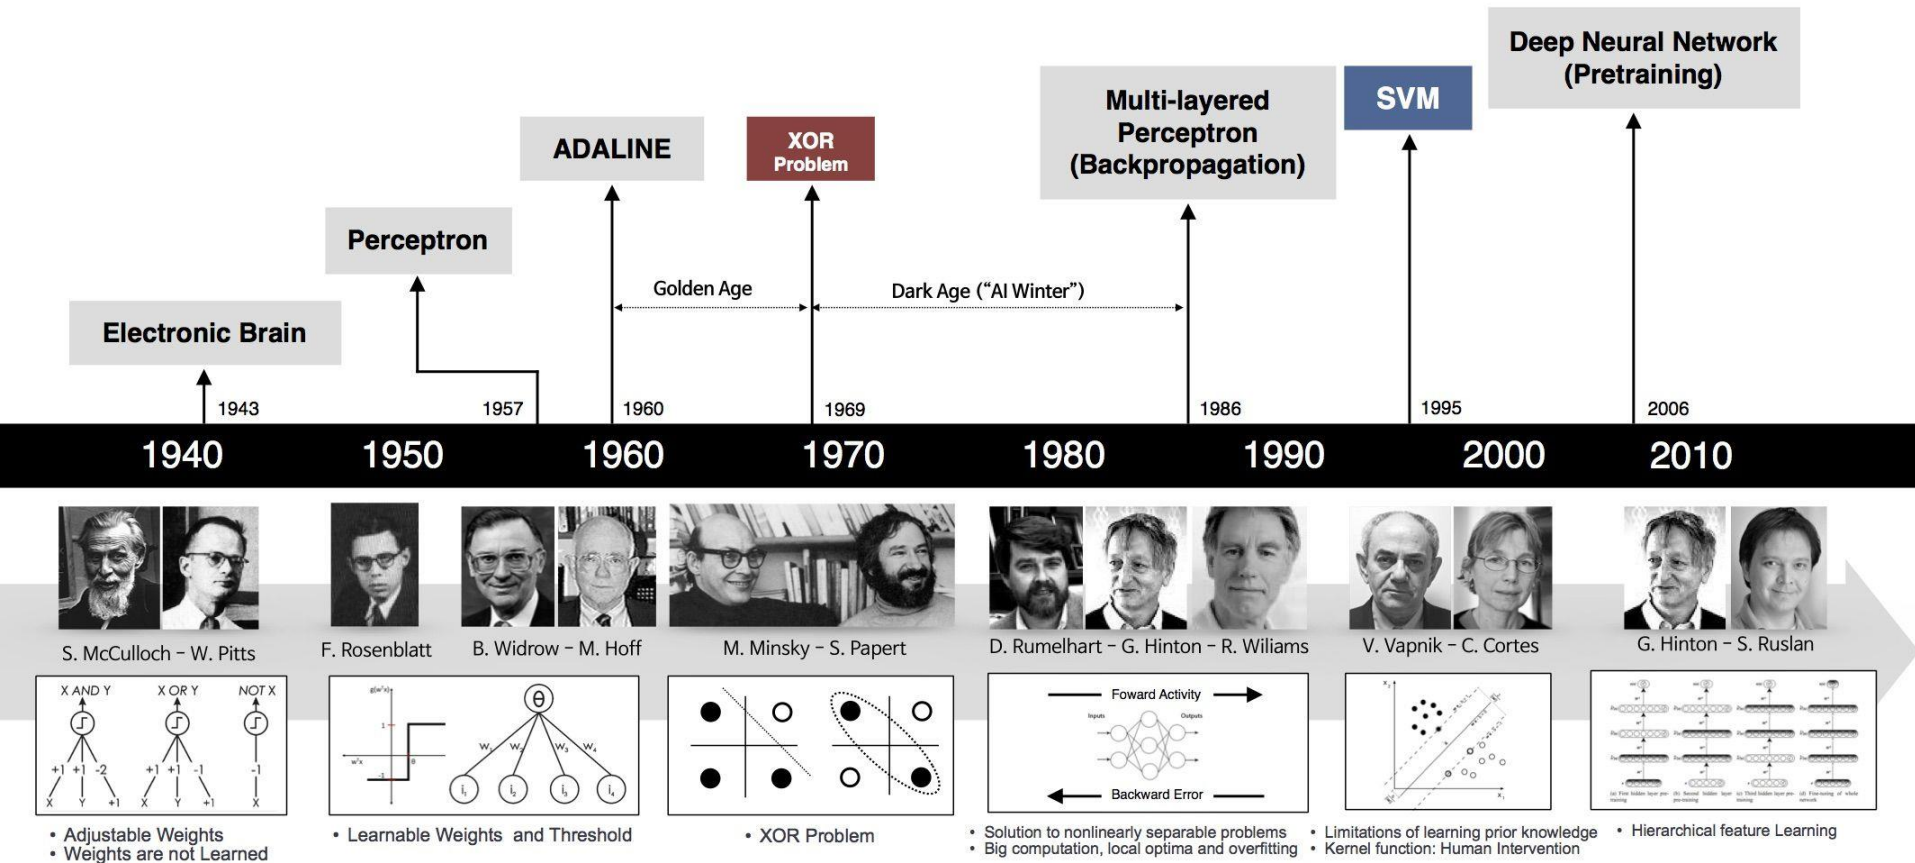 Deep Neural Network
(Pretraining)
Multi-layered
Perceptron
(Backpropagation)
SVM
ADALINE
XOR
Problem
Perceptron
Golden Age
Dark Age (“AI Winter”)
Electronic Brain
1943
1957
1960
1969
1986
1995
2006
1940
1950
1960
1970
1980
1990
2000
2010
S. McCulloch – W. Pitts
F. Rosenblatt
B. Widrow – M. Hoff
M. Minsky – S. Papert
D. Rumelhart – G. Hinton – R. Wiliams
V. Vapnik – C. Cortes
G. Hinton – S. Ruslan
X AND Y
X OR Y
NOT X
+1 +1 -2
+1 +1 -1
-1
X Y +1
X Y +1
X
1
w'x
θ
-1
θ
w1 w2 w3 w4
i1 i2 i3 i4
Foward Activity
Inputs
Outputs
Backward Error
x2
x1
• Adjustable Weights
• Weights are not Learned
• Learnable Weights and Threshold
• XOR Problem
• Solution to nonlinearly separable problems
• Big computation, local optima and overfitting
• Limitations of learning prior knowledge
• Kernel function: Human Intervention
• Hierarchical feature Learning